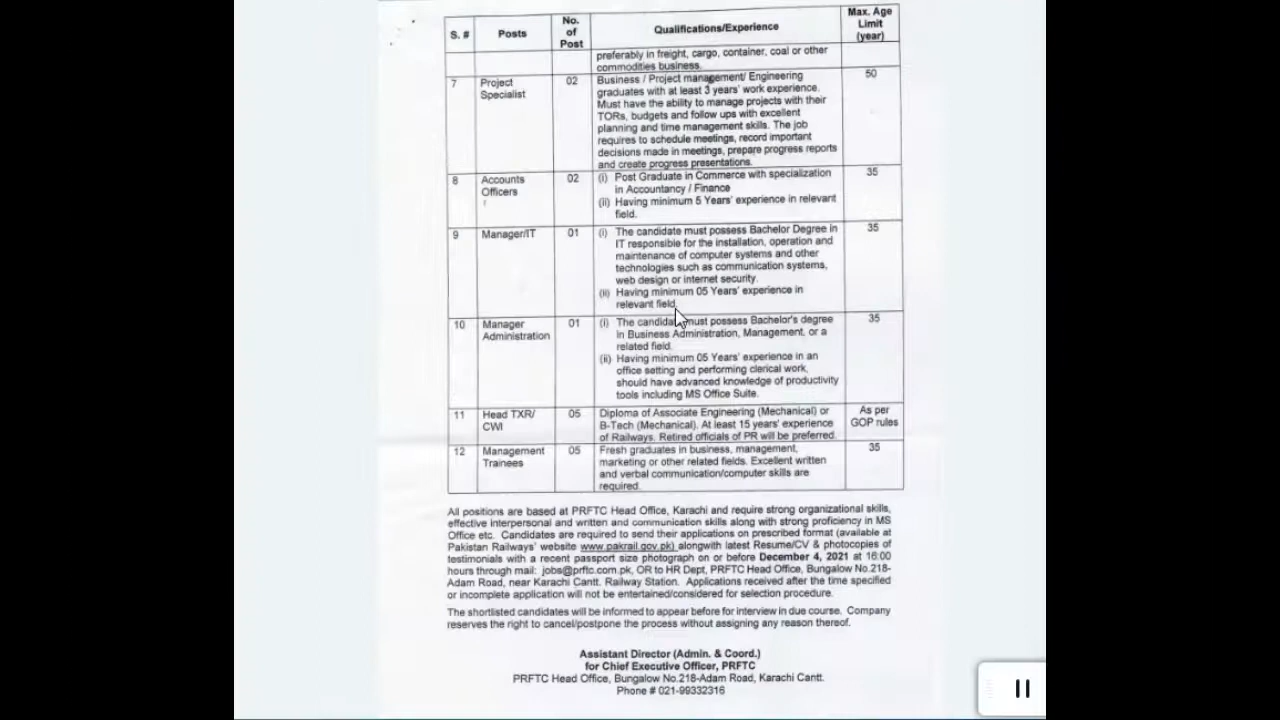 S. # Posts No. of Post Qualifications/Experience Max. Age Limit (year)
preferably in freight, cargo, container, coal or other
commodities business.
7 Project Specialist 02 50
Business / Project management/ Engineering
graduates with at least 3 years' work experience.
Must have the ability to manage projects with their
TORs, budgets and follow ups with excellent
planning and time management skills. The job
requires to schedule meetings, record important
decisions made in meetings, prepare progress reports
and create progress presentations.
8 Accounts Officers 02 35
(i) Post Graduate in Commerce with specialization
in Accountancy / Finance
(ii) Having minimum 5 Years' experience in relevant
field.
9 Manager/IT 01 35
(i) The candidate must possess Bachelor Degree in
IT responsible for the installation, operation and
maintenance of computer systems and other
technologies such as communication systems,
web design or internet security.
(ii) Having minimum 05 Years' experience in
relevant field.
10 Manager Administration 01 35
(i) The candidate must possess Bachelor's degree
in Business Administration, Management, or a
related field.
(ii) Having minimum 05 Years' experience in an
office setting and performing clerical work,
should have advanced knowledge of productivity
tools including MS Office Suite.
11 Head TXR/ CWI 05 As per GOP rules
Diploma of Associate Engineering (Mechanical) or
B-Tech (Mechanical). At least 15 years' experience
of Railways. Retired officials of PR will be preferred.
12 Management Trainees 05 35
Fresh graduates in business, management,
marketing or other related fields. Excellent written
and verbal communication/computer skills are
required.
All positions are based at PRFTC Head Office, Karachi and require strong organizational skills,
effective interpersonal and written and communication skills along with strong proficiency in MS
Office etc. Candidates are required to send their applications on prescribed format (available at
Pakistan Railways' website www.pakrail.gov.pk) alongwith latest Resume/CV & photocopies of
testimonials with a recent passport size photograph on or before December 4, 2021 at 16:00
hours through mail: jobs@prftc.com.pk, OR to HR Dept, PRFTC Head Office, Bungalow No.218-
Adam Road, near Karachi Cantt. Railway Station. Applications received after the time specified
or incomplete application will not be entertained/considered for selection procedure.
The shortlisted candidates will be informed to appear before for interview in due course. Company
reserves the right to cancel/postpone the process without assigning any reason thereof.
Assistant Director (Admin. & Coord.)
for Chief Executive Officer, PRFTC
PRFTC Head Office, Bungalow No.218-Adam Road, Karachi Cantt.
Phone # 021-99332316